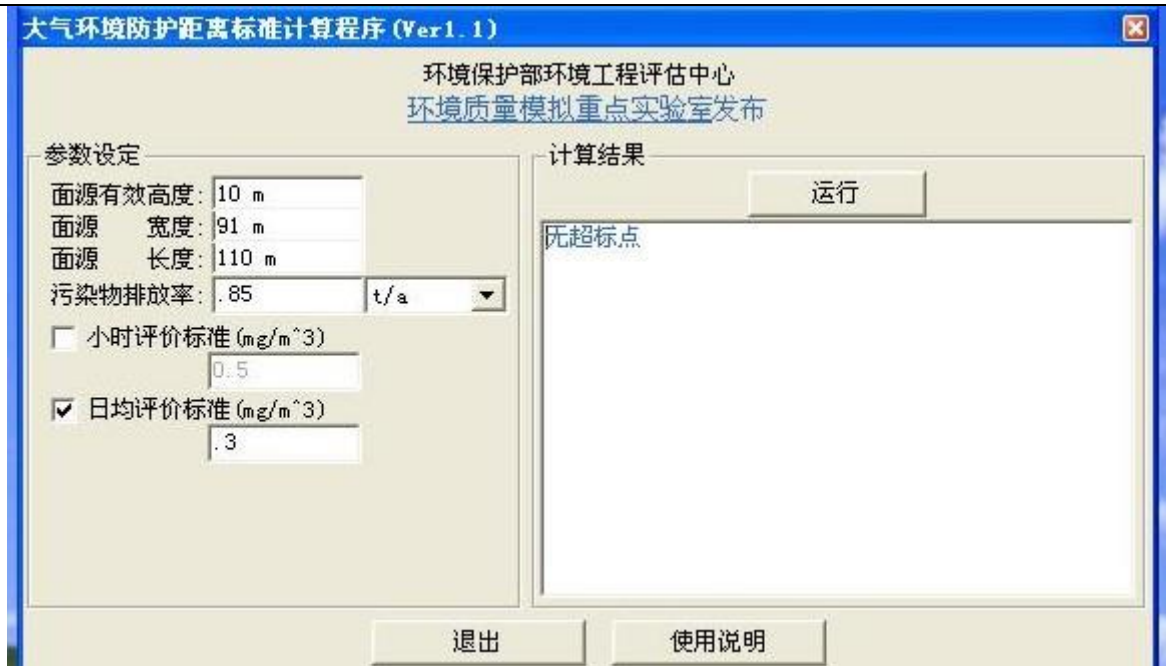 大气环境防护距离标准计算程序(Ver1.1)
环境保护部环境工程评估中心
环境质量模拟重点实验室发布
参数设定
面源有效高度: 10 m
面源 宽度: 91 m
面源 长度: 110 m
污染物排放率: .85 t/a
小时评价标准(mg/m^3)
0.5
日均评价标准(mg/m^3)
.3
计算结果
运行
无超标点
退出 使用说明